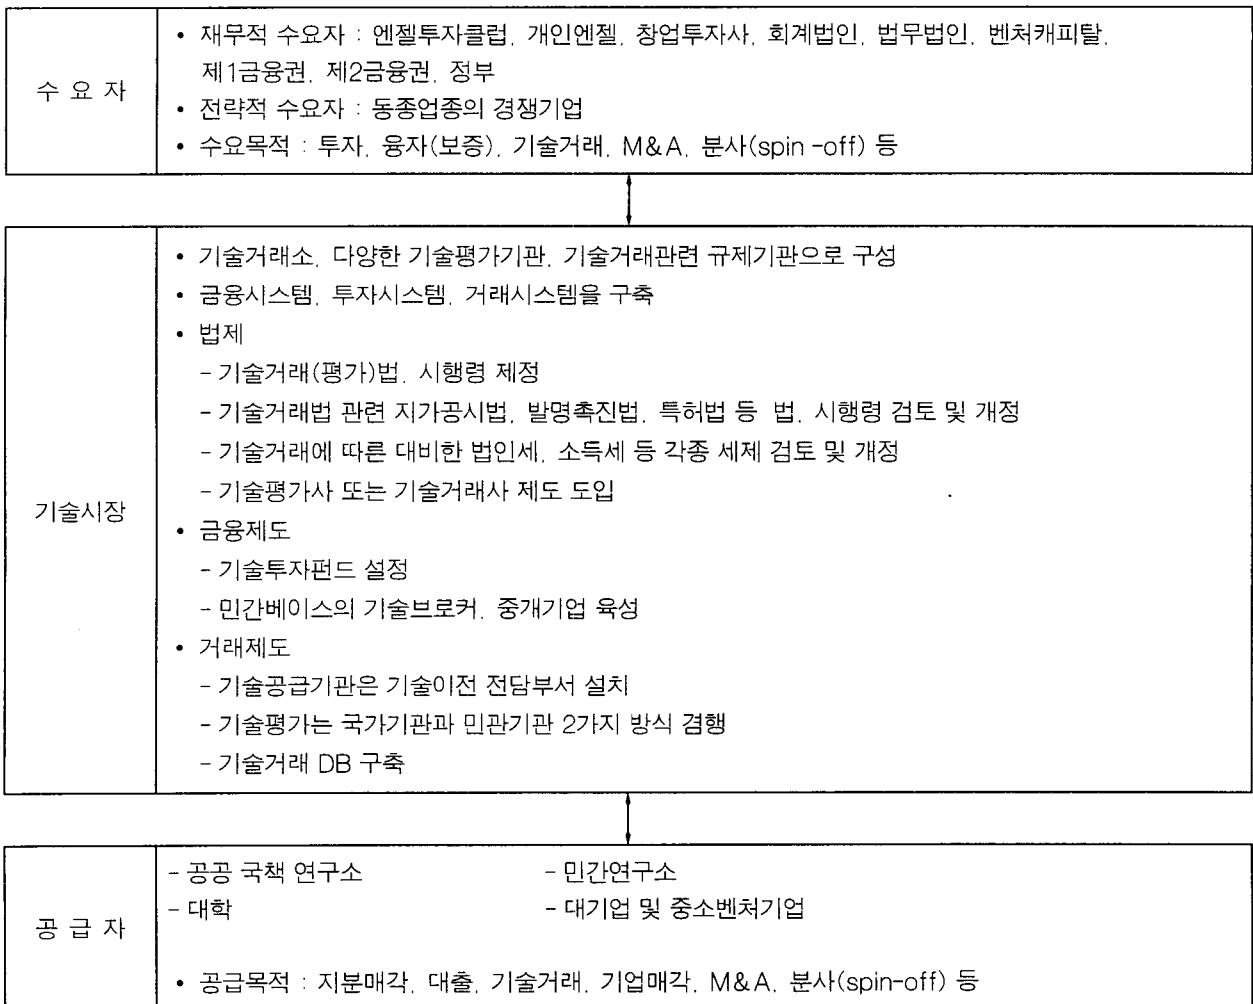 수 요 자
• 재무적 수요자 : 엔젤투자클럽, 개인엔젤, 창업투자사, 회계법인, 법무법인, 벤처캐피탈,
제1금융권, 제2금융권, 정부
• 전략적 수요자 : 동종업종의 경쟁기업
• 수요목적 : 투자, 융자(보증), 기술거래, M&A, 분사(spin -off) 등
기술시장
• 기술거래소, 다양한 기술평가기관, 기술거래관련 규제기관으로 구성
• 금융시스템, 투자시스템, 거래시스템을 구축
• 법제
- 기술거래(평가)법, 시행령 제정
- 기술거래법 관련 지가공시법, 발명촉진법, 특허법 등 법, 시행령 검토 및 개정
- 기술거래에 따른 대비한 법인세, 소득세 등 각종 세제 검토 및 개정
- 기술평가사 또는 기술거래사 제도 도입
• 금융제도
- 기술투자펀드 설정
- 민간베이스의 기술브로커, 중개기업 육성
• 거래제도
- 기술공급기관은 기술이전 전담부서 설치
- 기술평가는 국가기관과 민관기관 2가지 방식 겸행
- 기술거래 DB 구축
공 급 자
- 공공 국책 연구소 - 민간연구소
- 대학 - 대기업 및 중소벤처기업
• 공급목적 : 지분매각, 대출, 기술거래, 기업매각, M&A, 분사(spin-off) 등